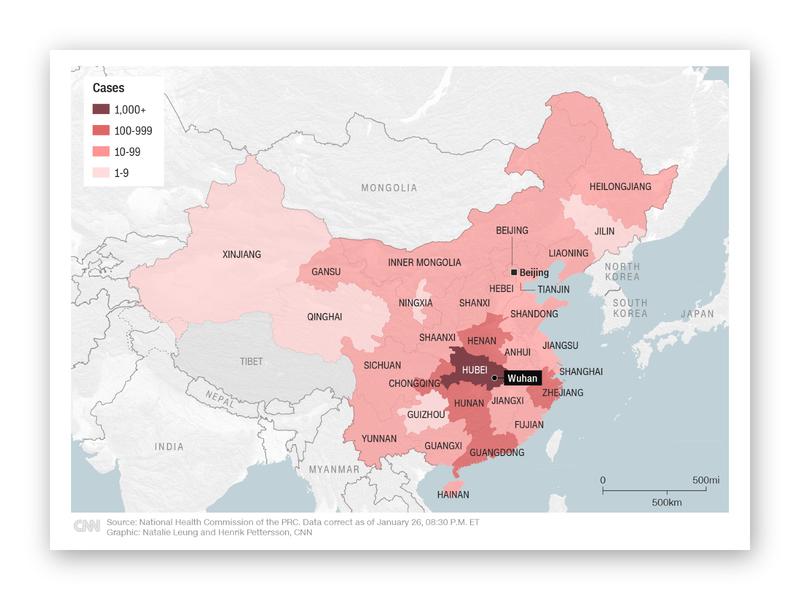 Cases
1,000+
100-999
10-99
1-9
MONGOLIA
HEILONGJIANG
JILIN
BEIJING
XINJIANG
INNER MONGOLIA
LIAONING
GANSU
Beijing
NORTH
KOREA
HEBEI
TIANJIN
NINGXIA
SHANXI
SHANDONG
SOUTH
KOREA
JAPAN
QINGHAI
SHAANXI
HENAN
JIANGSU
ANHUI
TIBET
SICHUAN
HUBEI
Wuhan
SHANGHAI
CHONGQING
ZHEJIANG
NEPAL
HUNAN
JIANGXI
GUIZHOU
FUJIAN
INDIA
YUNNAN
GUANGXI
GUANGDONG
MYANMAR
HAINAN
0 500mi
500km
CNN
Source: National Health Commission of the PRC. Data correct as of January 26, 08:30 P.M. ET
Graphic: Natalie Leung and Henrik Pettersson, CNN